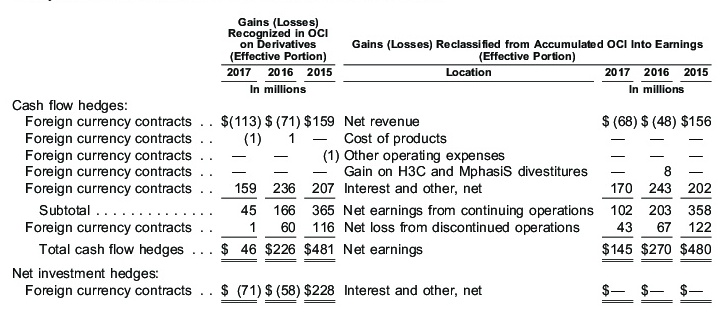 Gains (Losses)
Recognized in OCI
on Derivatives
(Effective Portion)
Gains (Losses) Reclassified from Accumulated OCI Into Earnings
(Effective Portion)
2017 2016 2015 Location 2017 2016 2015
In millions In millions
Cash flow hedges:
Foreign currency contracts . . $(113) $ (71) $159 Net revenue $ (68) $ (48) $156
Foreign currency contracts . . (1) 1 — Cost of products — — —
Foreign currency contracts . . — — (1) Other operating expenses — — —
Foreign currency contracts . . — — — Gain on H3C and MphasiS divestitures — 8 —
Foreign currency contracts . . 159 236 207 Interest and other, net 170 243 202
Subtotal . . . . . . . . . . . . . . 45 166 365 Net earnings from continuing operations 102 203 358
Foreign currency contracts . . 1 60 116 Net loss from discontinued operations 43 67 122
Total cash flow hedges . . . $ 46 $226 $481 Net earnings $145 $270 $480
Net investment hedges:
Foreign currency contracts . . $ (71) $ (58) $228 Interest and other, net $— $— $—